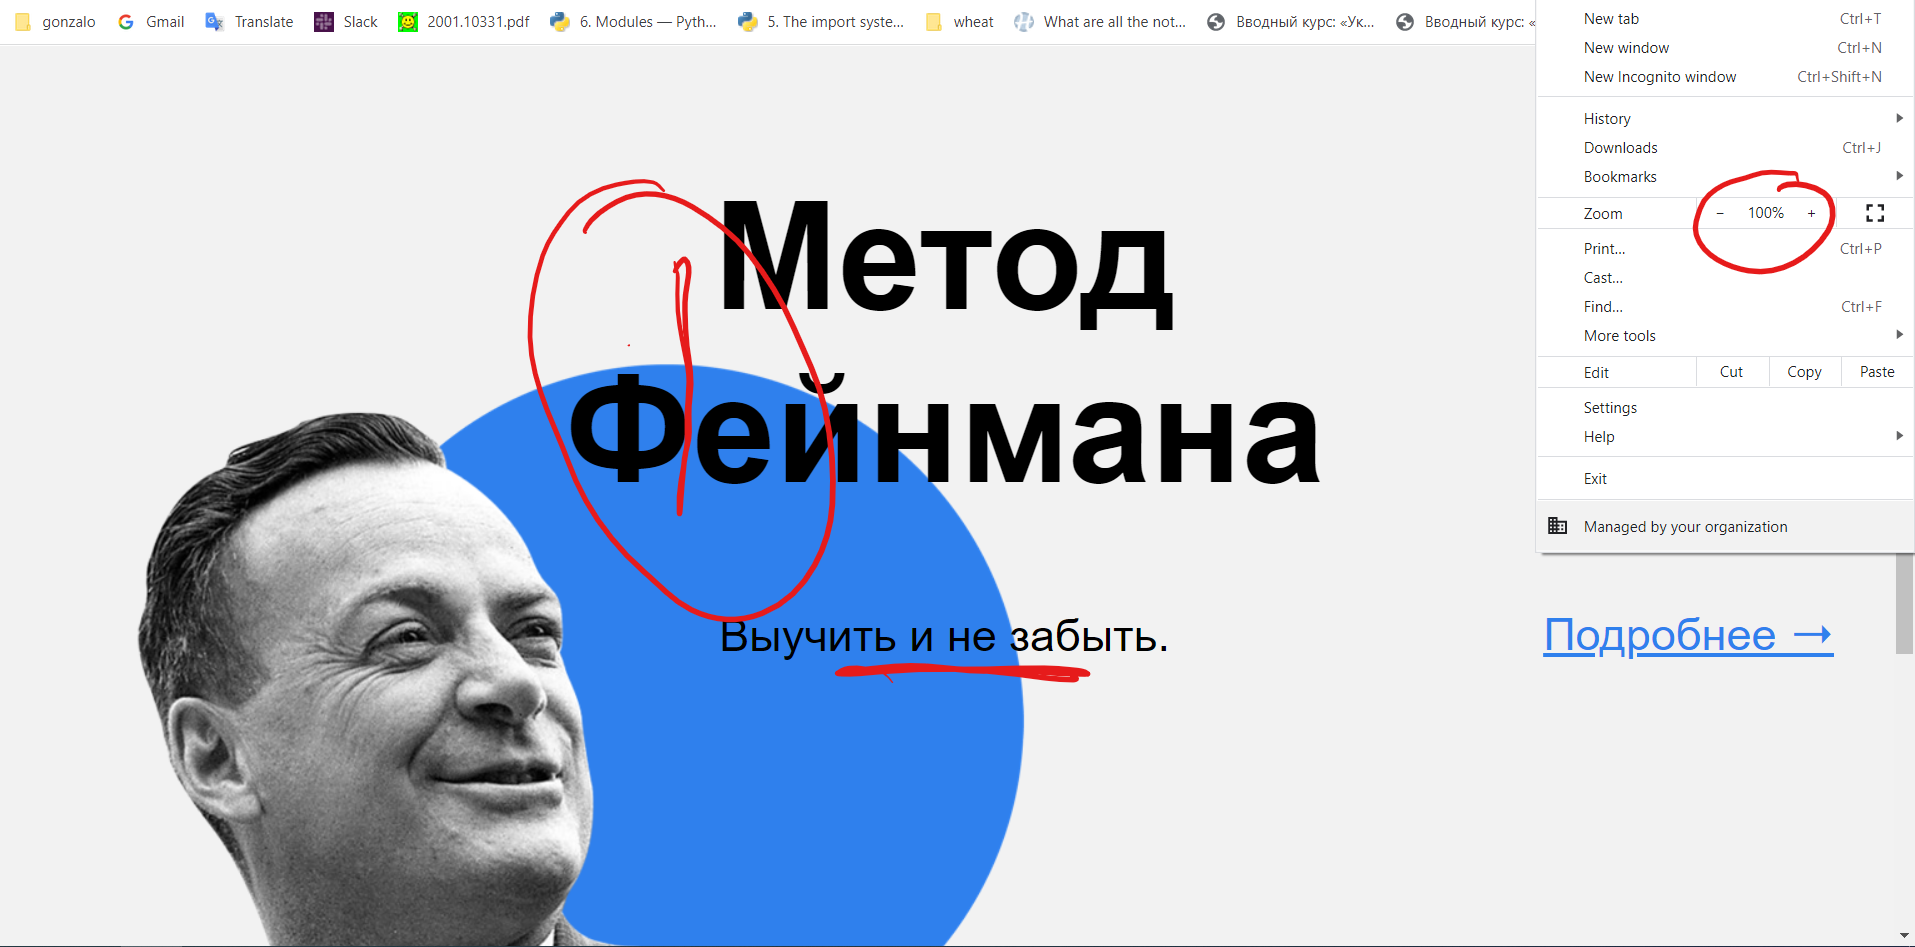 gonzalo Gmail Translate Slack 2001.10331.pdf 6. Modules — Pyth... 5. The import syste... wheat What are all the not... Вводный курс: «Ук... Вводный курс: «
New tab Ctrl+T
New window Ctrl+N
New Incognito window Ctrl+Shift+N
History
Downloads Ctrl+J
Bookmarks
Zoom − 100% +
Print... Ctrl+P
Cast...
Find... Ctrl+F
More tools
Edit Cut Copy Paste
Settings
Help
Exit
Managed by your organization
Метод
Фейнмана
Выучить и не забыть.
Подробнее →